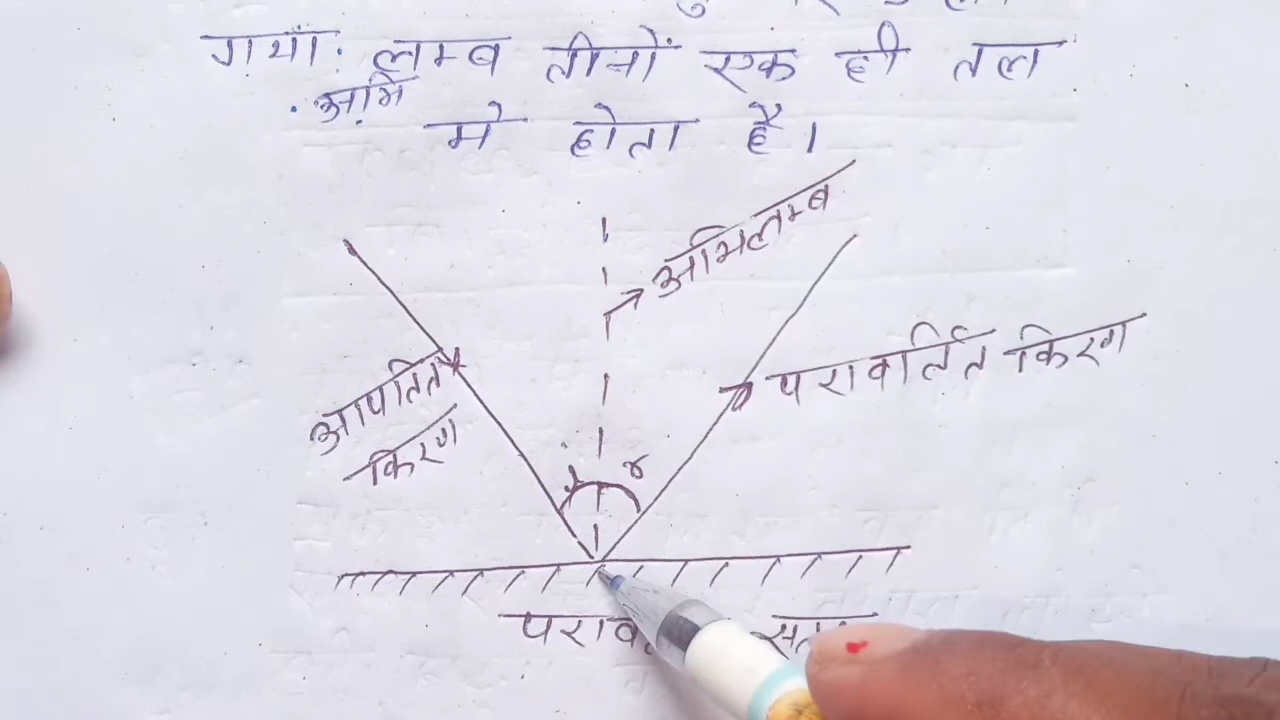 गया लम्ब तीनों एक ही तल
अभि
में होता है।
अभिलम्ब
आपतित
किरण
परावर्तित किरण
i
r